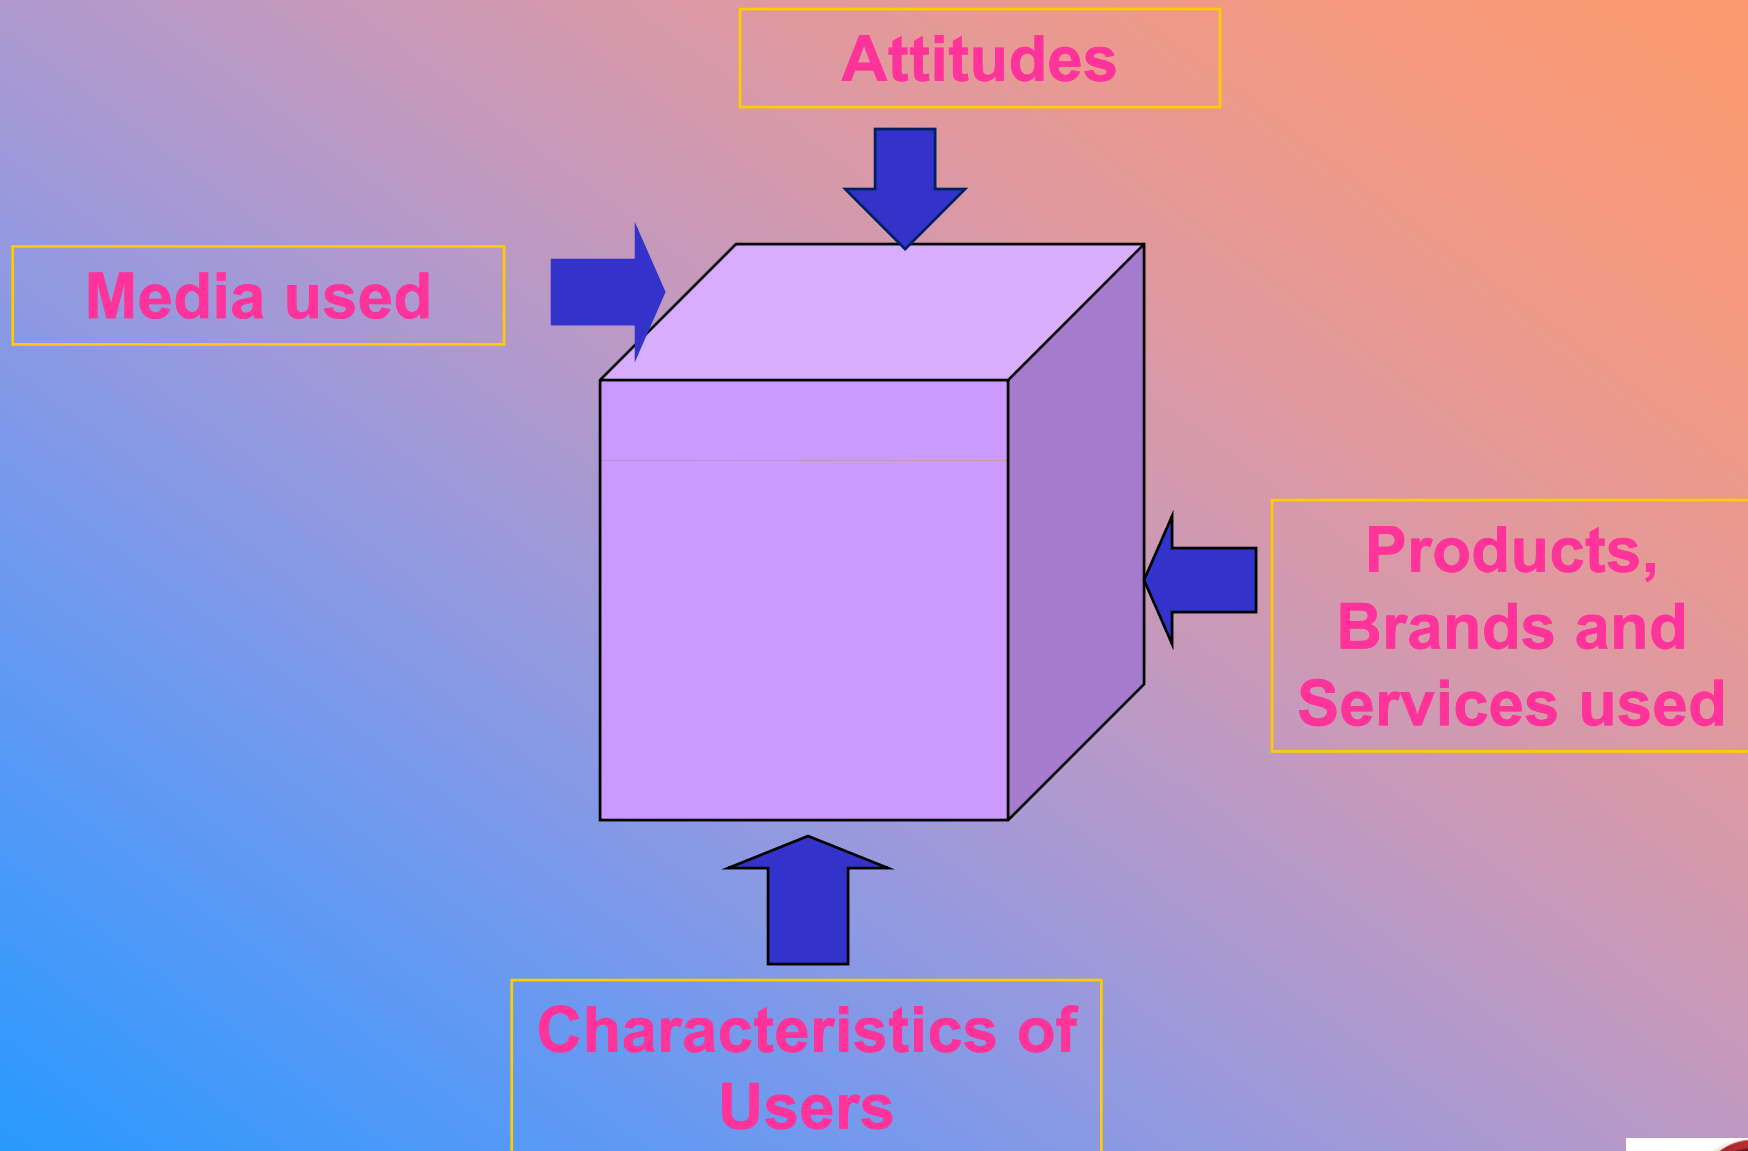 Attitudes
Media used
Products,
Brands and
Services used
Characteristics of
Users